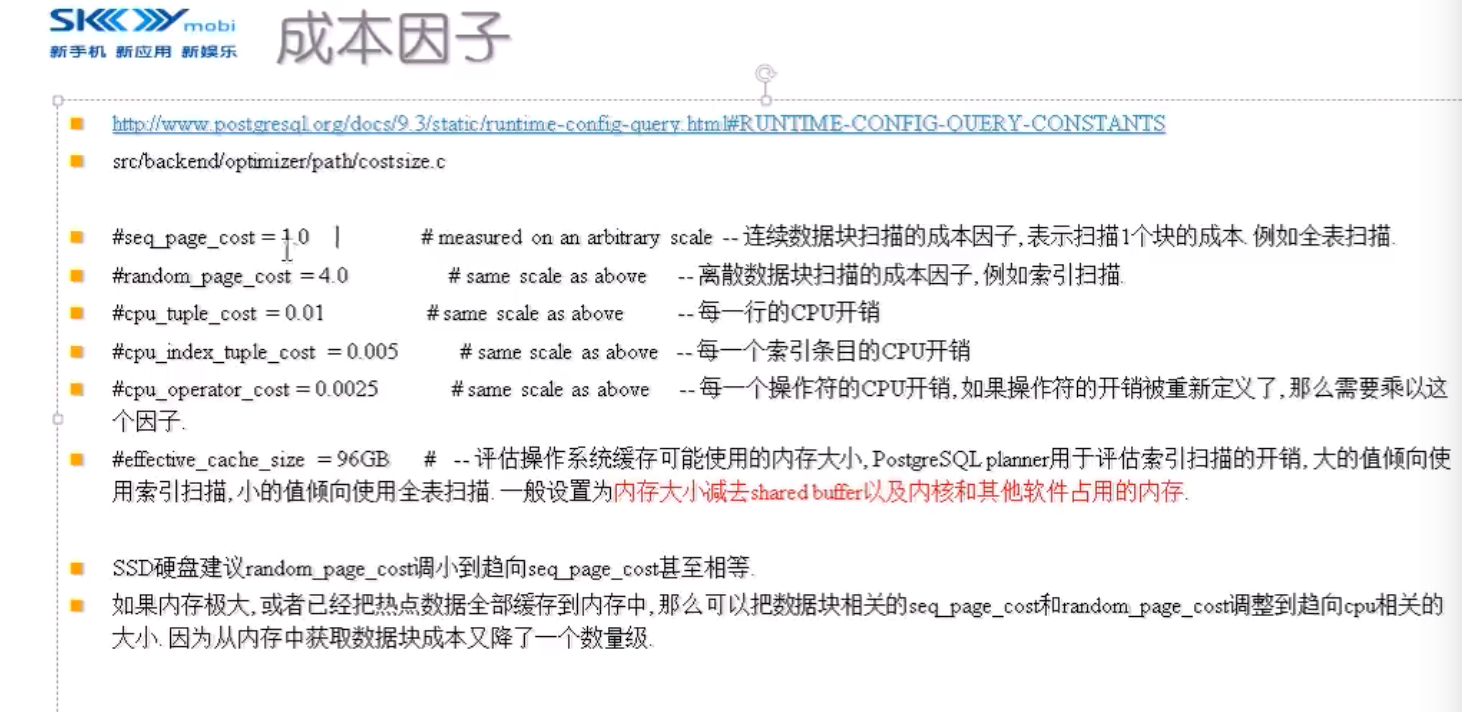 SKYmobi
新手机 新应用 新娱乐
成本因子
http://www.postgresql.org/docs/9.3/static/runtime-config-query.html#RUNTIME-CONFIG-QUERY-CONSTANTS
src/backend/optimizer/path/costsize.c
#seq_page_cost = 1.0 # measured on an arbitrary scale -- 连续数据块扫描的成本因子, 表示扫描1个块的成本. 例如全表扫描.
#random_page_cost = 4.0 # same scale as above -- 离散数据块扫描的成本因子, 例如索引扫描.
#cpu_tuple_cost = 0.01 # same scale as above -- 每一行的CPU开销
#cpu_index_tuple_cost = 0.005 # same scale as above -- 每一个索引条目的CPU开销
#cpu_operator_cost = 0.0025 # same scale as above -- 每一个操作符的CPU开销, 如果操作符的开销被重新定义了, 那么需要乘以这
个因子.
#effective_cache_size = 96GB # -- 评估操作系统缓存可能使用的内存大小, PostgreSQL planner用于评估索引扫描的开销, 大的值倾向使
用索引扫描, 小的值倾向使用全表扫描. 一般设置为内存大小减去shared buffer以及内核和其他软件占用的内存.
SSD硬盘建议random_page_cost调小到趋向seq_page_cost甚至相等.
如果内存极大, 或者已经把热点数据全部缓存到内存中, 那么可以把数据块相关的seq_page_cost和random_page_cost调整到趋向cpu相关的
大小. 因为从内存中获取数据块成本又降了一个数量级.